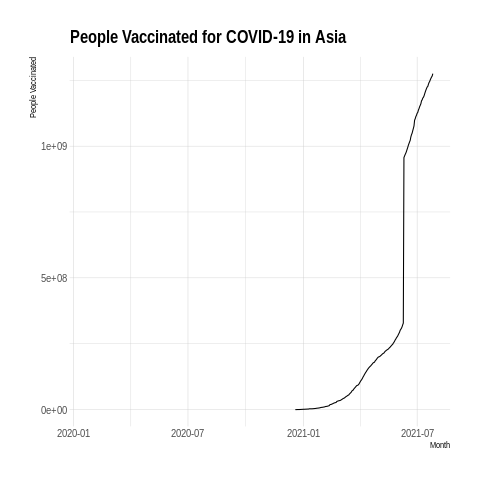 People Vaccinated for COVID-19 in Asia
People Vaccinated
1e+09
5e+08
0e+00
2020-01
2020-07
2021-01
2021-07
Month